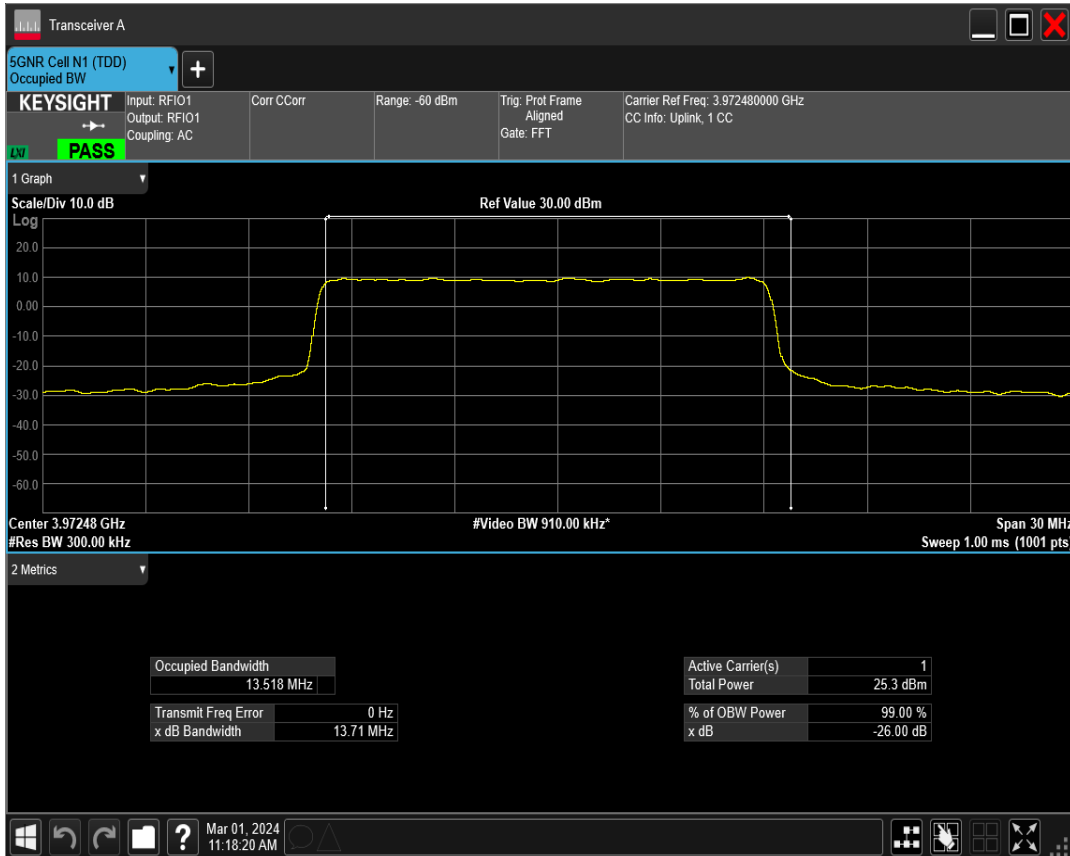 Transceiver A
5GNR Cell N1 (TDD)
Occupied BW
+
KEYSIGHT
LXI
PASS
Input: RFIO1
Output: RFIO1
Coupling: AC
Corr CCorr
Range: -60 dBm
Trig: Prot Frame
Aligned
Gate: FFT
Carrier Ref Freq: 3.972480000 GHz
CC Info: Uplink, 1 CC
1 Graph
Scale/Div 10.0 dB
Ref Value 30.00 dBm
Log
20.0
10.0
0.00
-10.0
-20.0
-30.0
-40.0
-50.0
-60.0
Center 3.97248 GHz
#Video BW 910.00 kHz*
Span 30 MHz
#Res BW 300.00 kHz
Sweep 1.00 ms (1001 pts)
2 Metrics
Occupied Bandwidth
13.518 MHz
Transmit Freq Error 0 Hz
x dB Bandwidth 13.71 MHz
Active Carrier(s) 1
Total Power 25.3 dBm
% of OBW Power 99.00 %
x dB -26.00 dB
?
Mar 01, 2024
11:18:20 AM